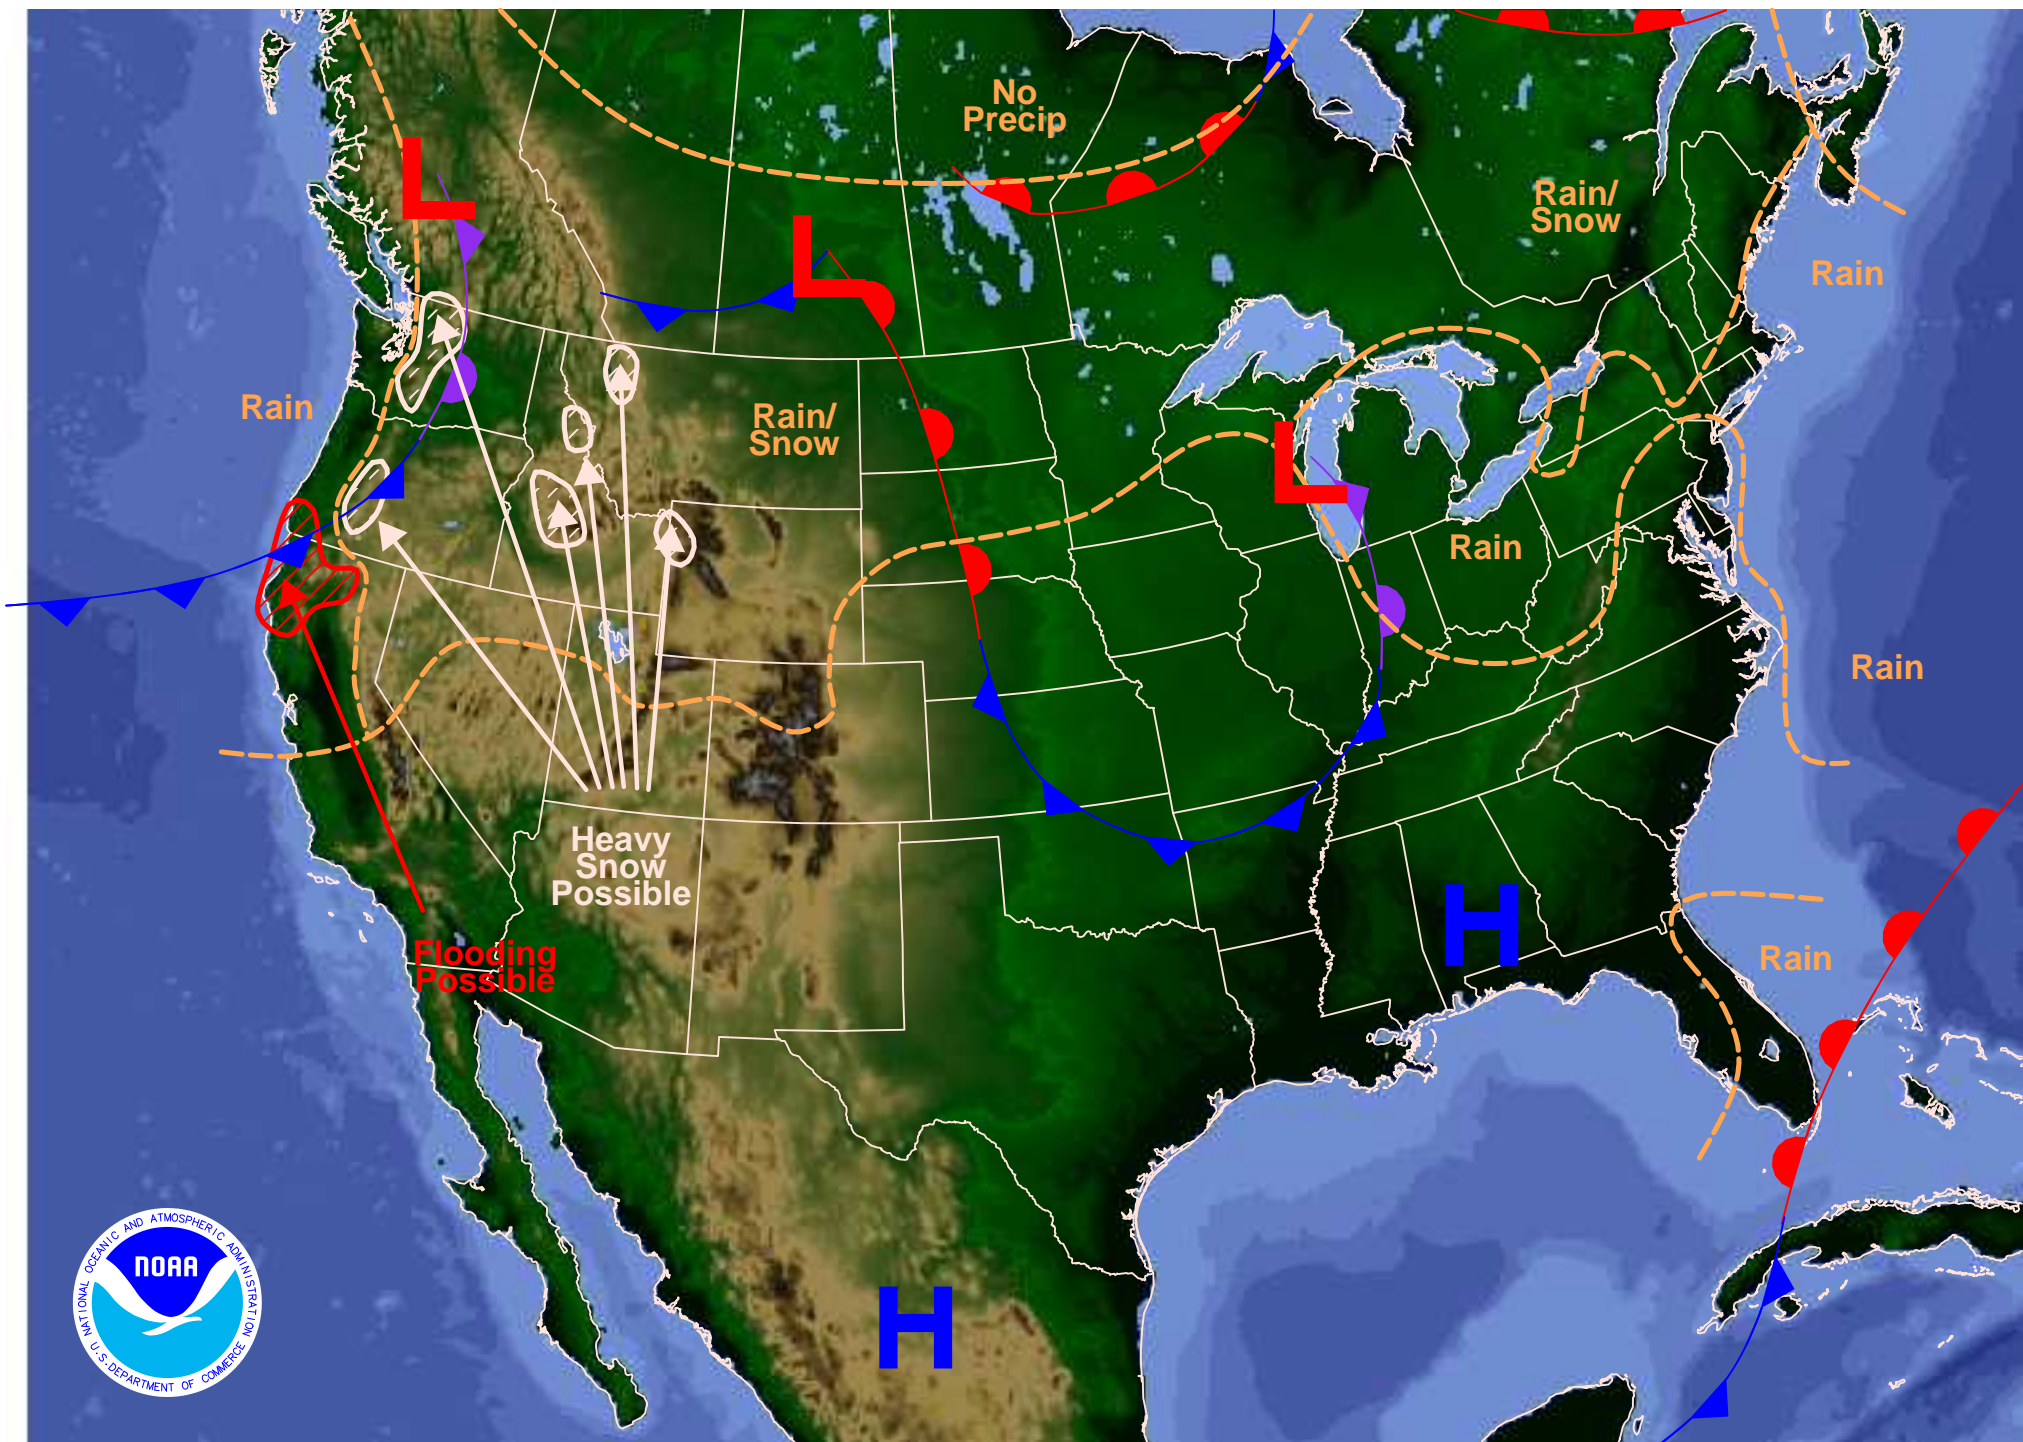 No
Precip
Rain/
Snow
Rain
L
L
Rain
Rain/
Snow
L
Rain
Rain
Heavy
Snow
Possible
H
Flooding
Possible
Rain
H
NATIONAL OCEANIC AND ATMOSPHERIC ADMINISTRATION
NOAA
U.S. DEPARTMENT OF COMMERCE